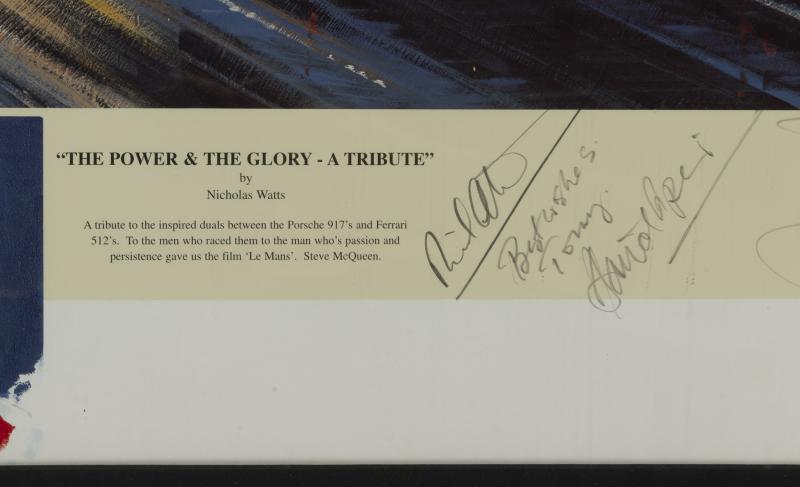 “THE POWER & THE GLORY - A TRIBUTE”
by
Nicholas Watts
A tribute to the inspired duals between the Porsche 917's and Ferrari
512's. To the men who raced them to the man who's passion and
persistence gave us the film ‘Le Mans’. Steve McQueen.
Best wishes
Tony.